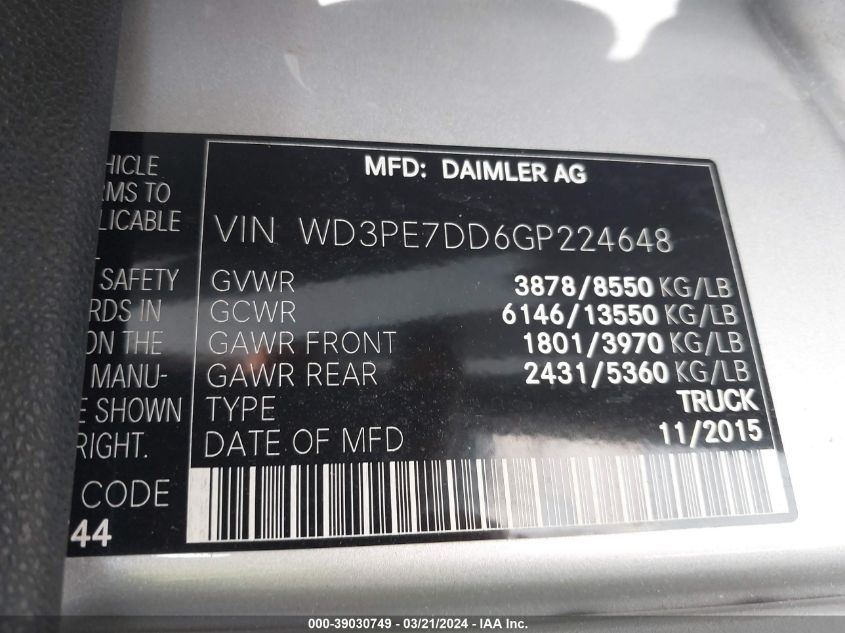 HICLE
RMS TO
LICABLE
SAFETY
RDS IN
ON THE
MANU-
E SHOWN
RIGHT.
CODE
44
MFD: DAIMLER AG
VIN WD3PE7DD6GP224648
GVWR 3878/8550 KG/LB
GCWR 6146/13550 KG/LB
GAWR FRONT 1801/3970 KG/LB
GAWR REAR 2431/5360 KG/LB
TYPE TRUCK
DATE OF MFD 11/2015
000-39030749 - 03/21/2024 - IAA Inc.